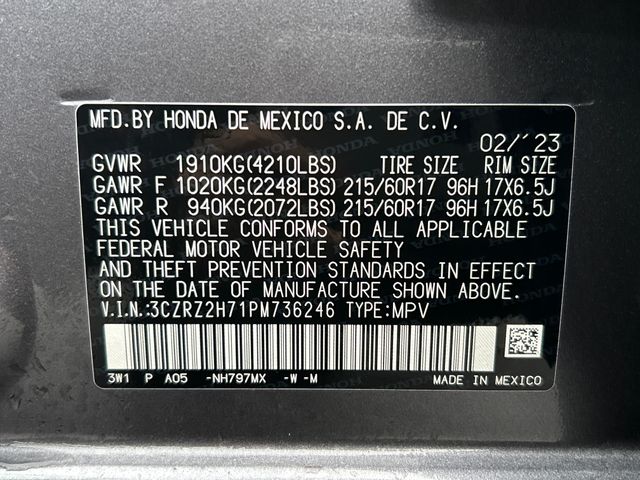 MFD.BY HONDA DE MEXICO S.A. DE C.V.
02/'23
GVWR 1910KG(4210LBS) TIRE SIZE RIM SIZE
GAWR F 1020KG(2248LBS) 215/60R17 96H 17X6.5J
GAWR R 940KG(2072LBS) 215/60R17 96H 17X6.5J
THIS VEHICLE CONFORMS TO ALL APPLICABLE
FEDERAL MOTOR VEHICLE SAFETY
AND THEFT PREVENTION STANDARDS IN EFFECT
ON THE DATE OF MANUFACTURE SHOWN ABOVE.
V.I.N.:3CZRZ2H71PM736246 TYPE:MPV
3W1 P A05 -NH797MX -W -M
MADE IN MEXICO